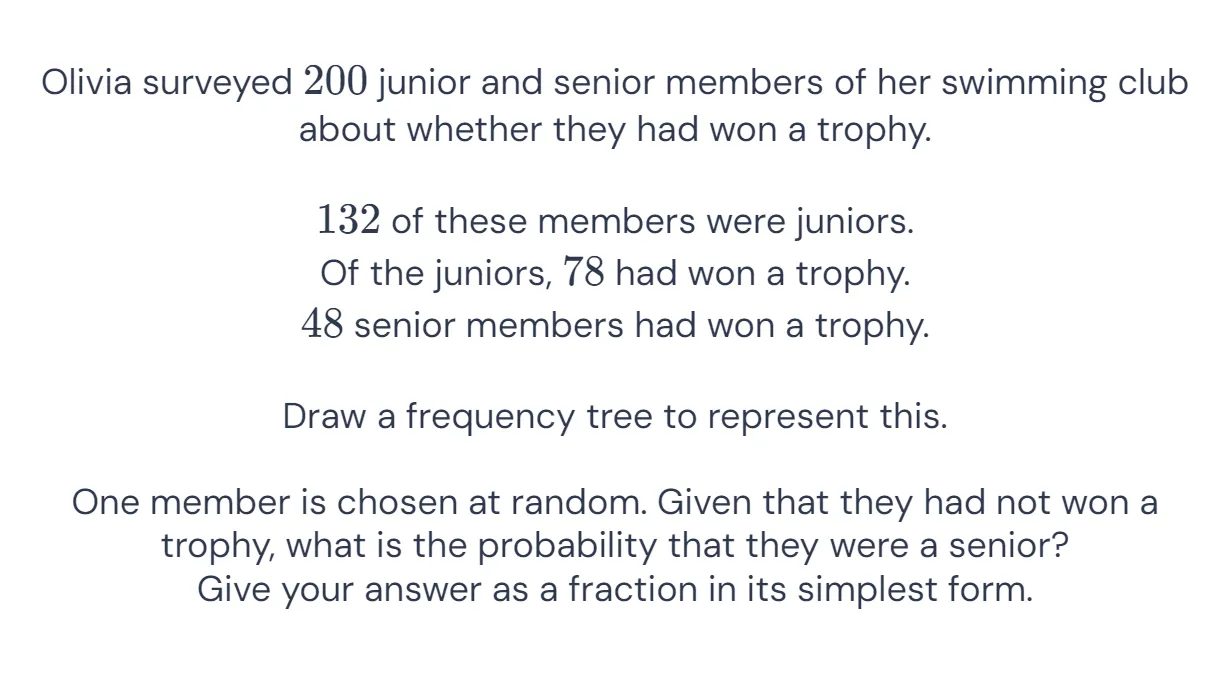 Olivia surveyed 200 junior and senior members of her swimming club
about whether they had won a trophy.
132 of these members were juniors.
Of the juniors, 78 had won a trophy.
48 senior members had won a trophy.
Draw a frequency tree to represent this.
One member is chosen at random. Given that they had not won a
trophy, what is the probability that they were a senior?
Give your answer as a fraction in its simplest form.